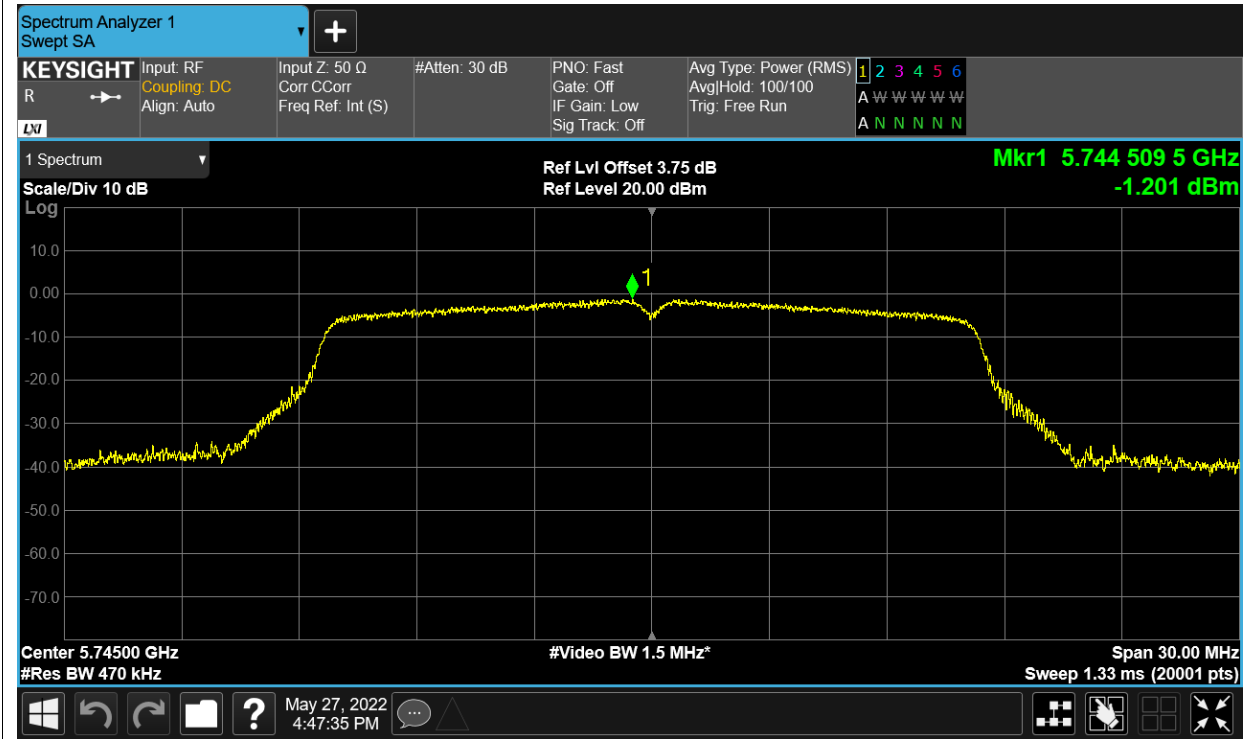 Spectrum Analyzer 1
Swept SA
+
KEYSIGHT
R
LXI
Input: RF
Coupling: DC
Align: Auto
Input Z: 50 Ω
Corr CCorr
Freq Ref: Int (S)
#Atten: 30 dB
PNO: Fast
Gate: Off
IF Gain: Low
Sig Track: Off
Avg Type: Power (RMS)
Avg|Hold: 100/100
Trig: Free Run
1 2 3 4 5 6
A W W W W W
A N N N N N
1 Spectrum
Scale/Div 10 dB
Log
Ref Lvl Offset 3.75 dB
Ref Level 20.00 dBm
Mkr1 5.744 509 5 GHz
-1.201 dBm
1
10.0
0.00
-10.0
-20.0
-30.0
-40.0
-50.0
-60.0
-70.0
Center 5.74500 GHz
#Res BW 470 kHz
#Video BW 1.5 MHz*
Span 30.00 MHz
Sweep 1.33 ms (20001 pts)
?
May 27, 2022
4:47:35 PM